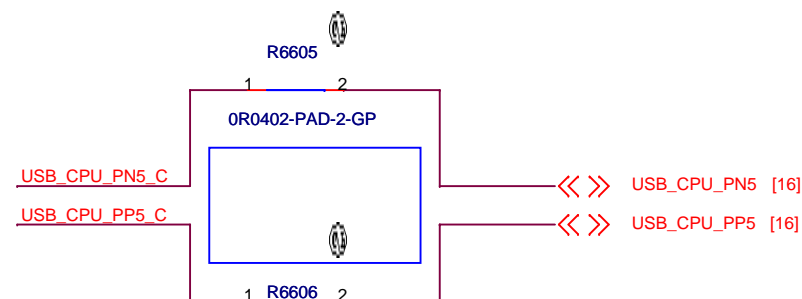 R6605
1 2
0R0402-PAD-2-GP
USB_CPU_PN5_C
USB_CPU_PN5 [16]
USB_CPU_PP5_C
USB_CPU_PP5 [16]
1 R6606 2